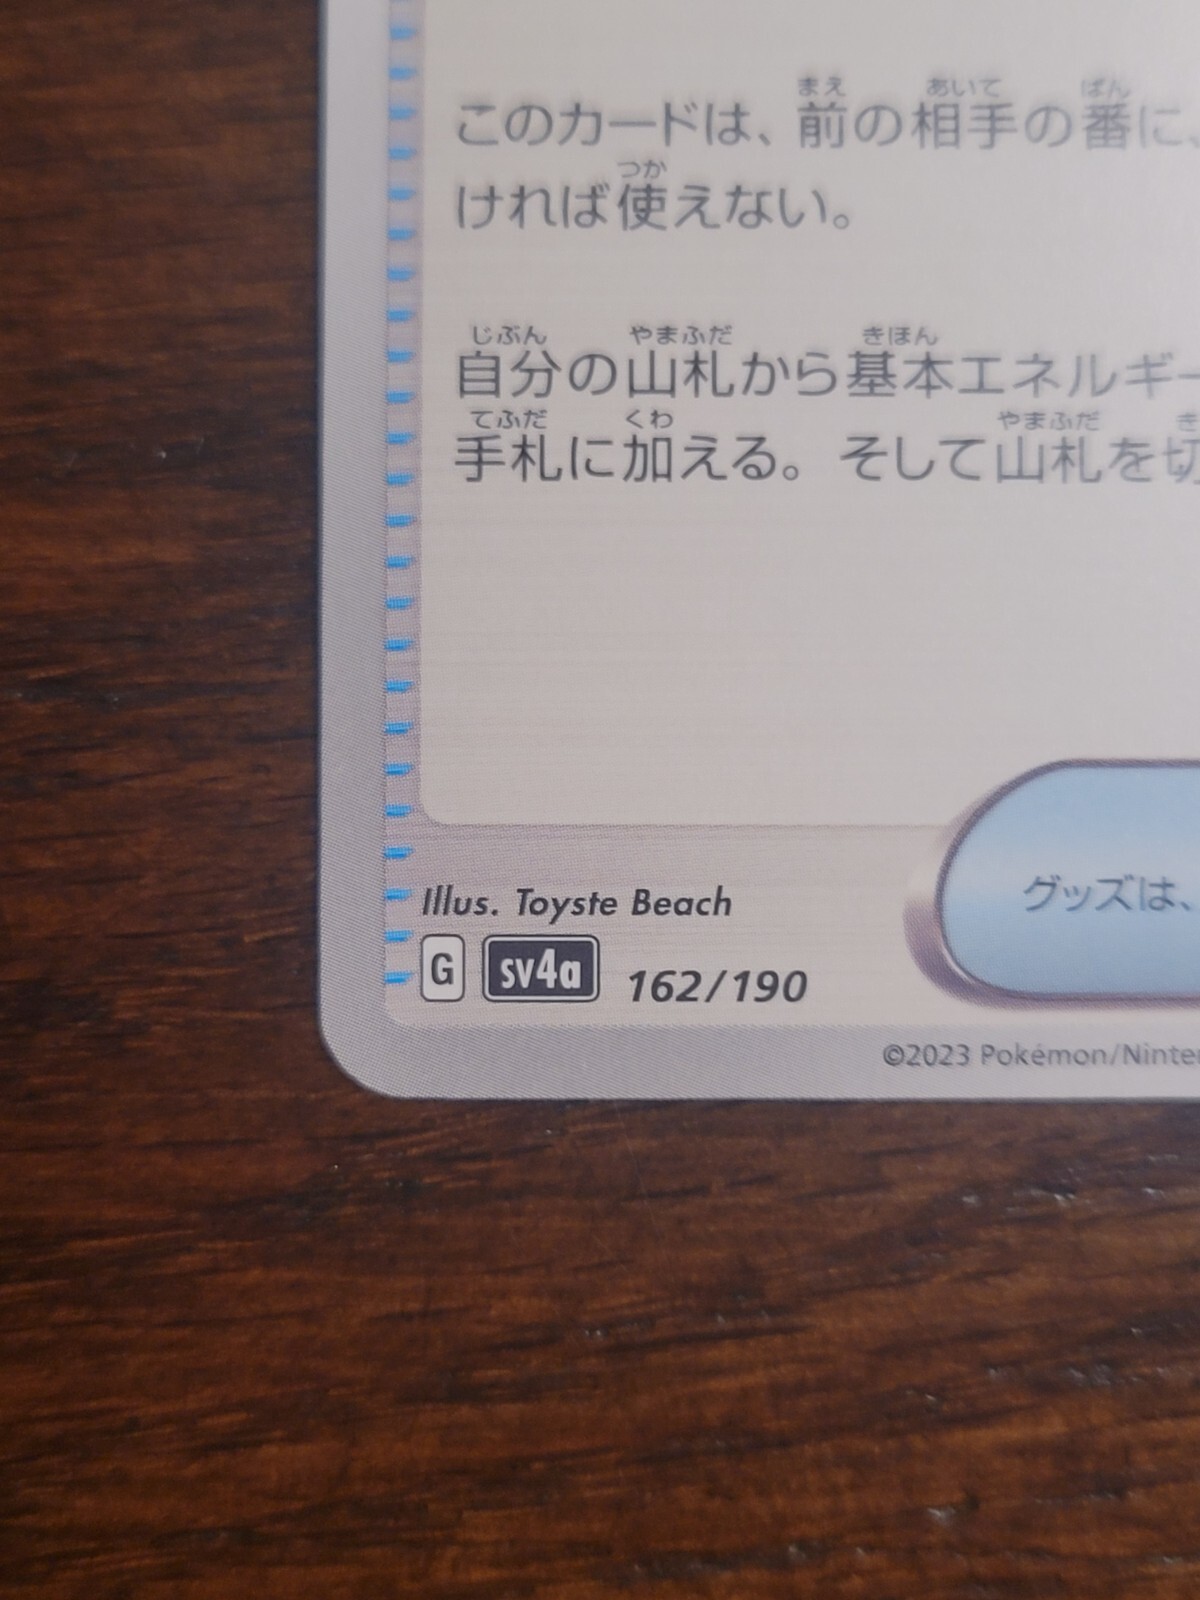 このカードは、前の相手の番に、
ければ使えない。
自分の山札から基本エネルギー
手札に加える。そして山札を切
グッズは、
Illus. Toyste Beach
G sv4a 162/190
©2023 Pokémon/Ninten